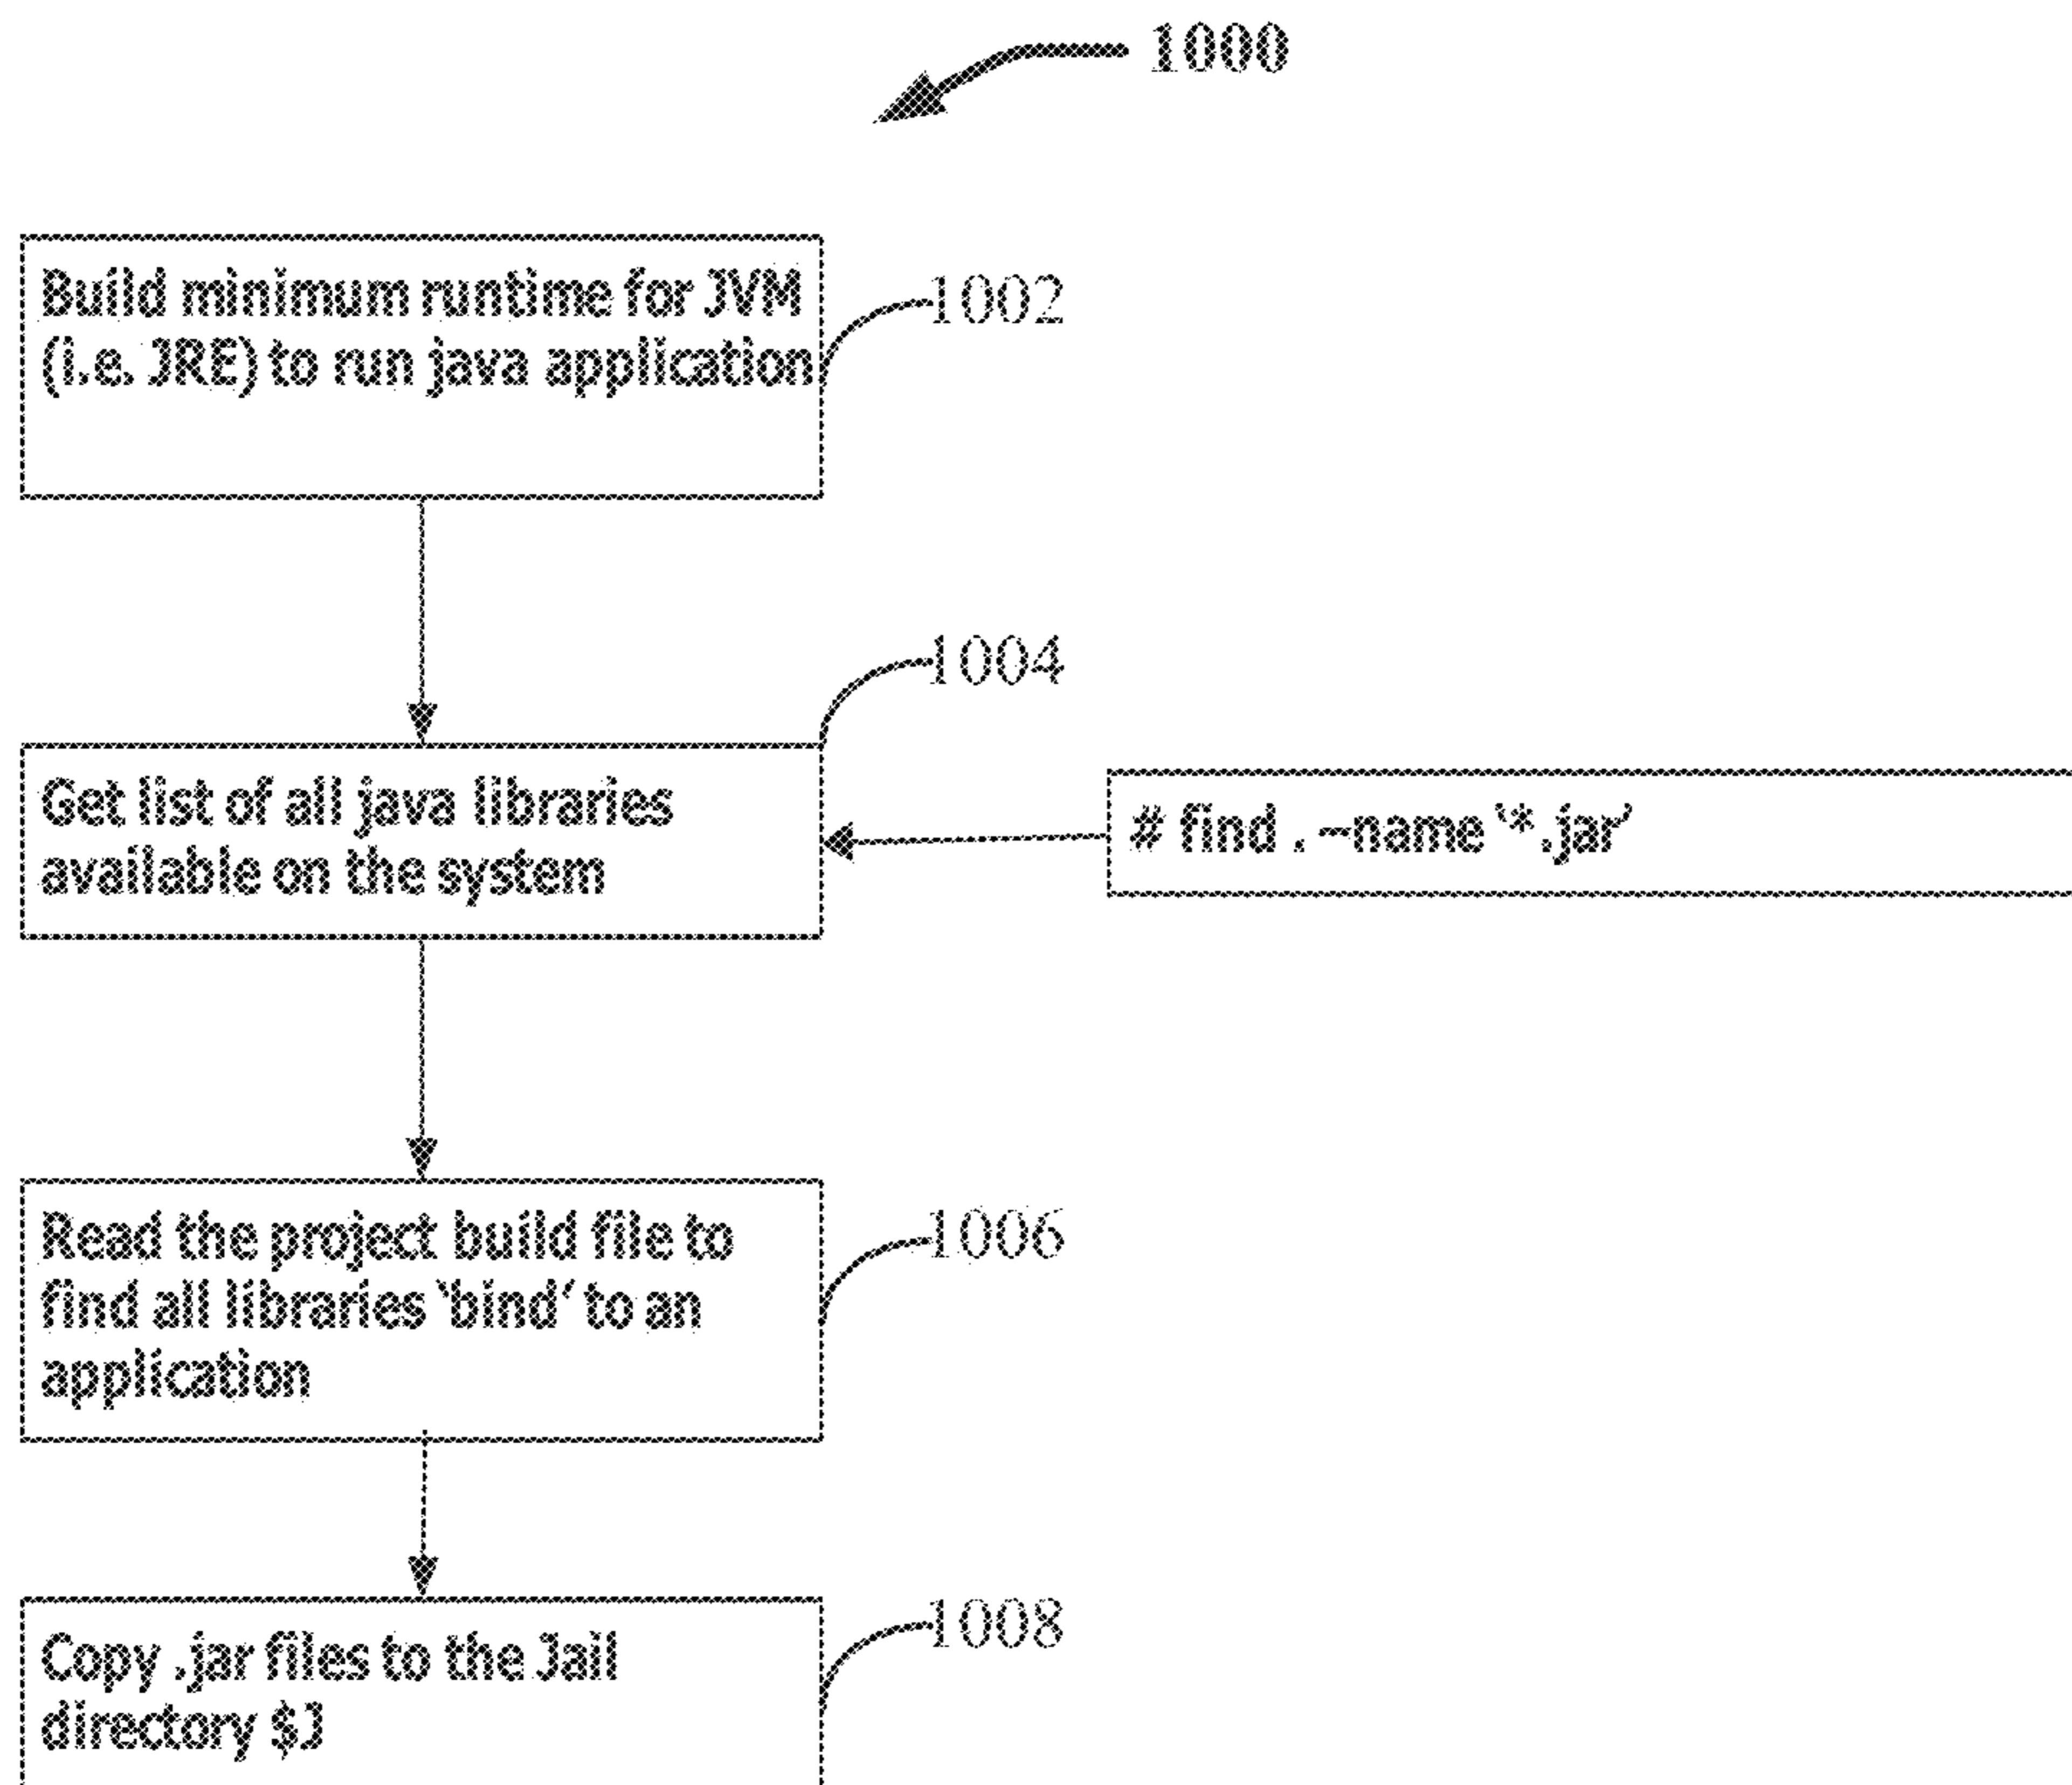 1000
Build minimum runtime for JVM
(i.e. JRE) to run java application
1002
1004
Get list of all java libraries
available on the system
# find . –name ‘*.jar’
Read the project build file to
find all libraries ‘bind’ to an
application
1006
Copy .jar files to the Jail
directory $J
1008